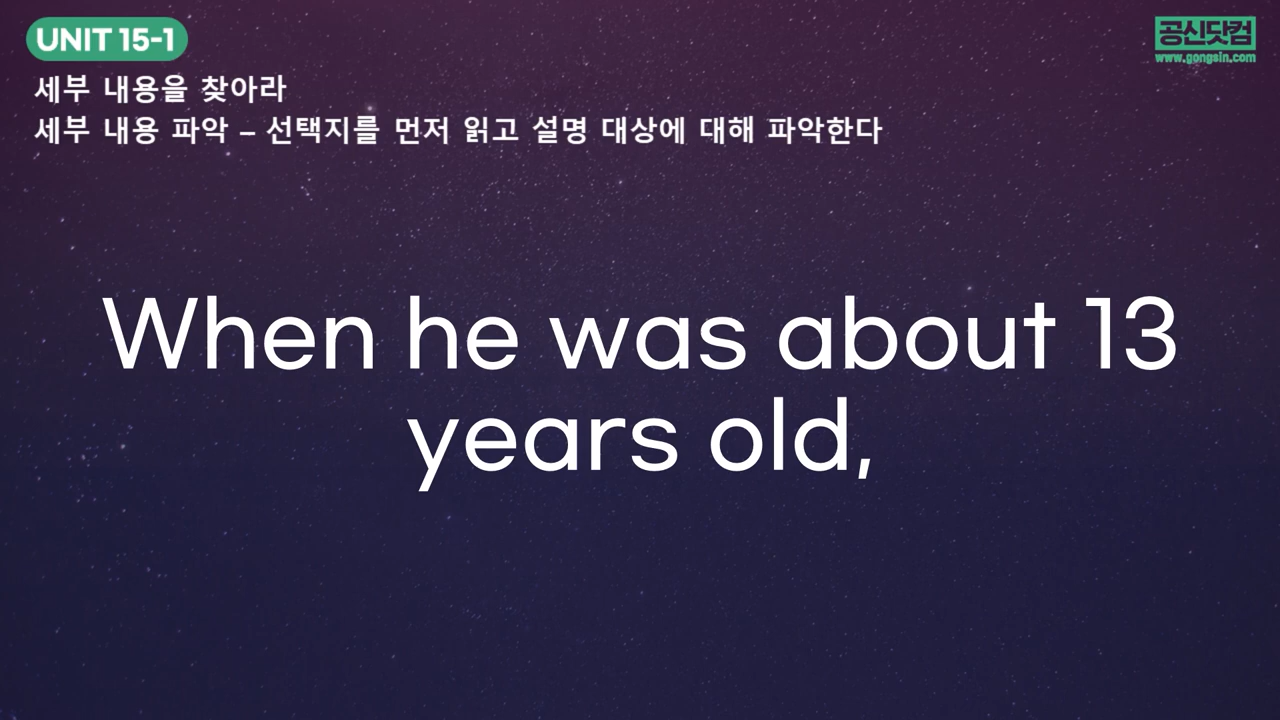 UNIT 15-1
공신닷컴
www.gongsin.com
세부 내용을 찾아라
세부 내용 파악 – 선택지를 먼저 읽고 설명 대상에 대해 파악한다
When he was about 13
years old,